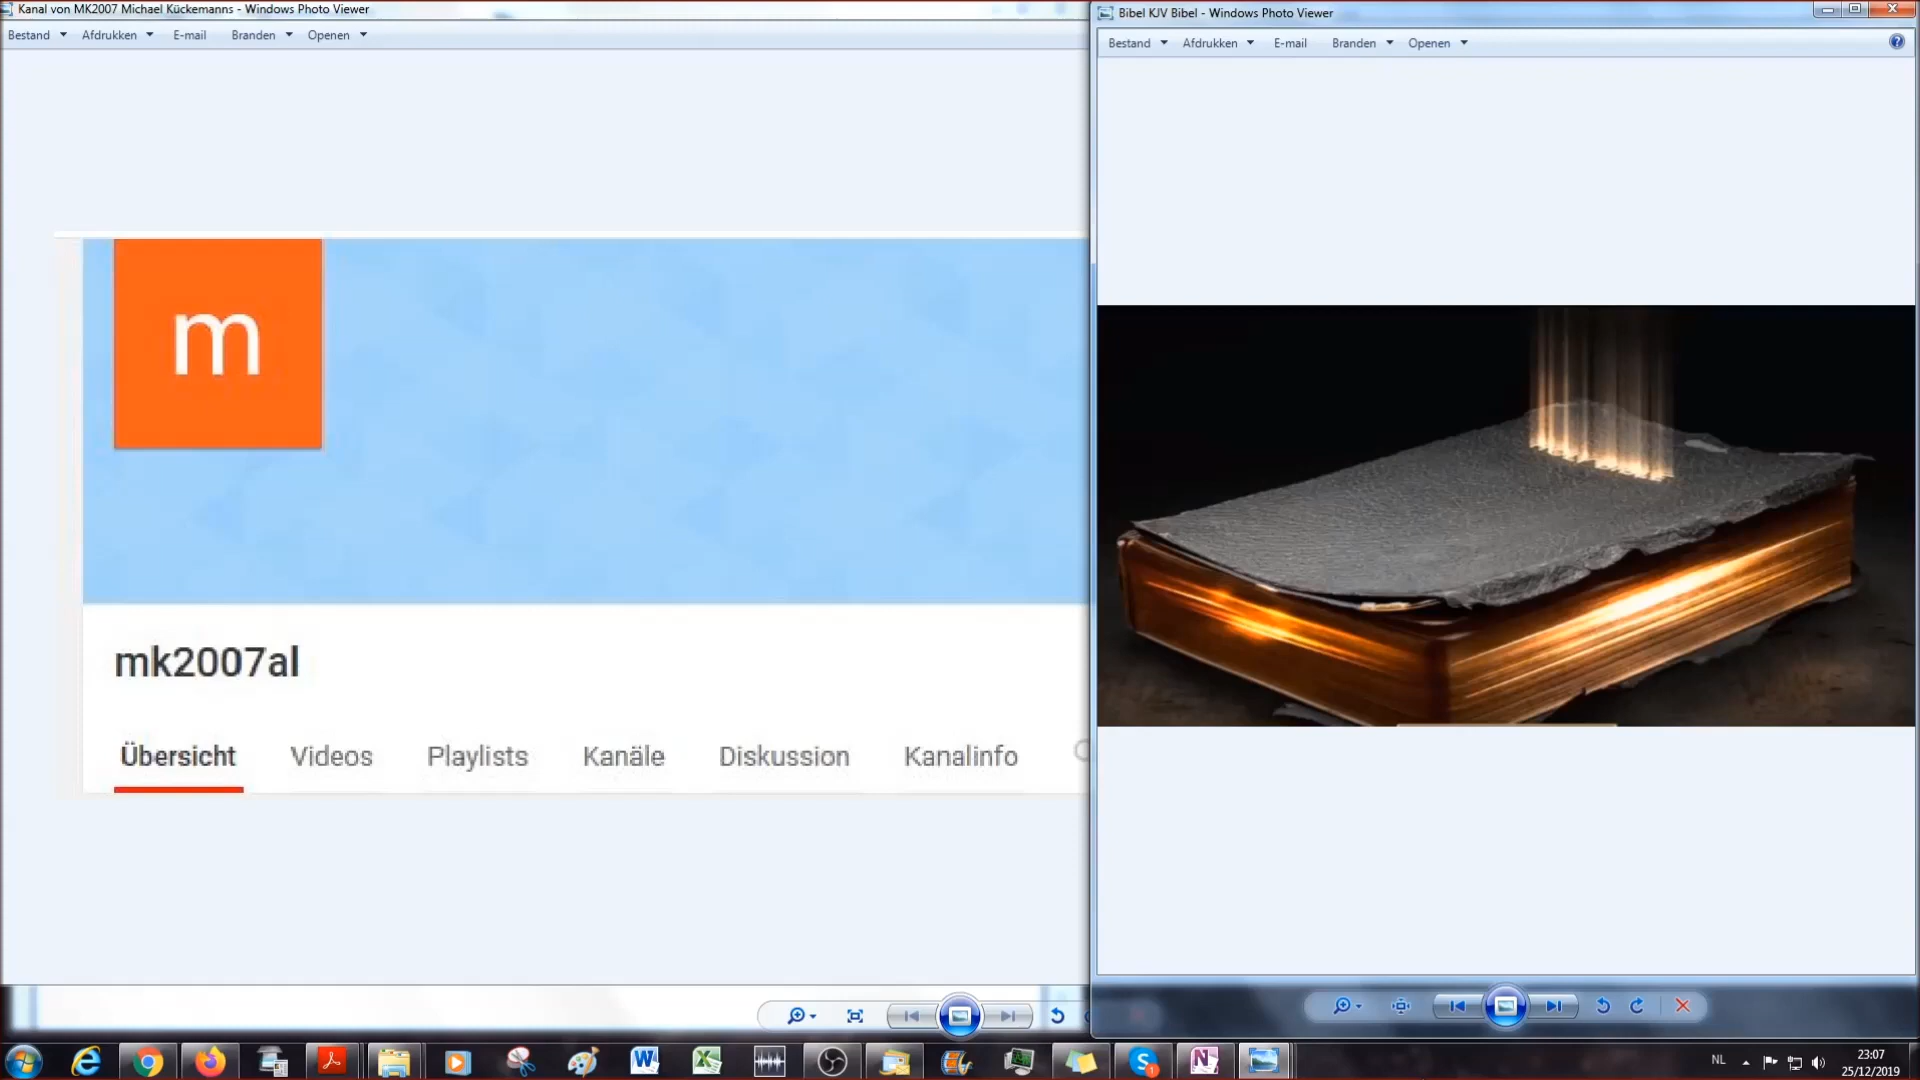 Kanal von MK2007 Michael Kückemanns - Windows Photo Viewer
Bestand Afdrukken E-mail Branden Openen
m
mk2007al
Übersicht Videos Playlists Kanäle Diskussion Kanalinfo
Bibel KJV Bibel - Windows Photo Viewer
Bestand Afdrukken E-mail Branden Openen
NL
23:07
25/12/2019